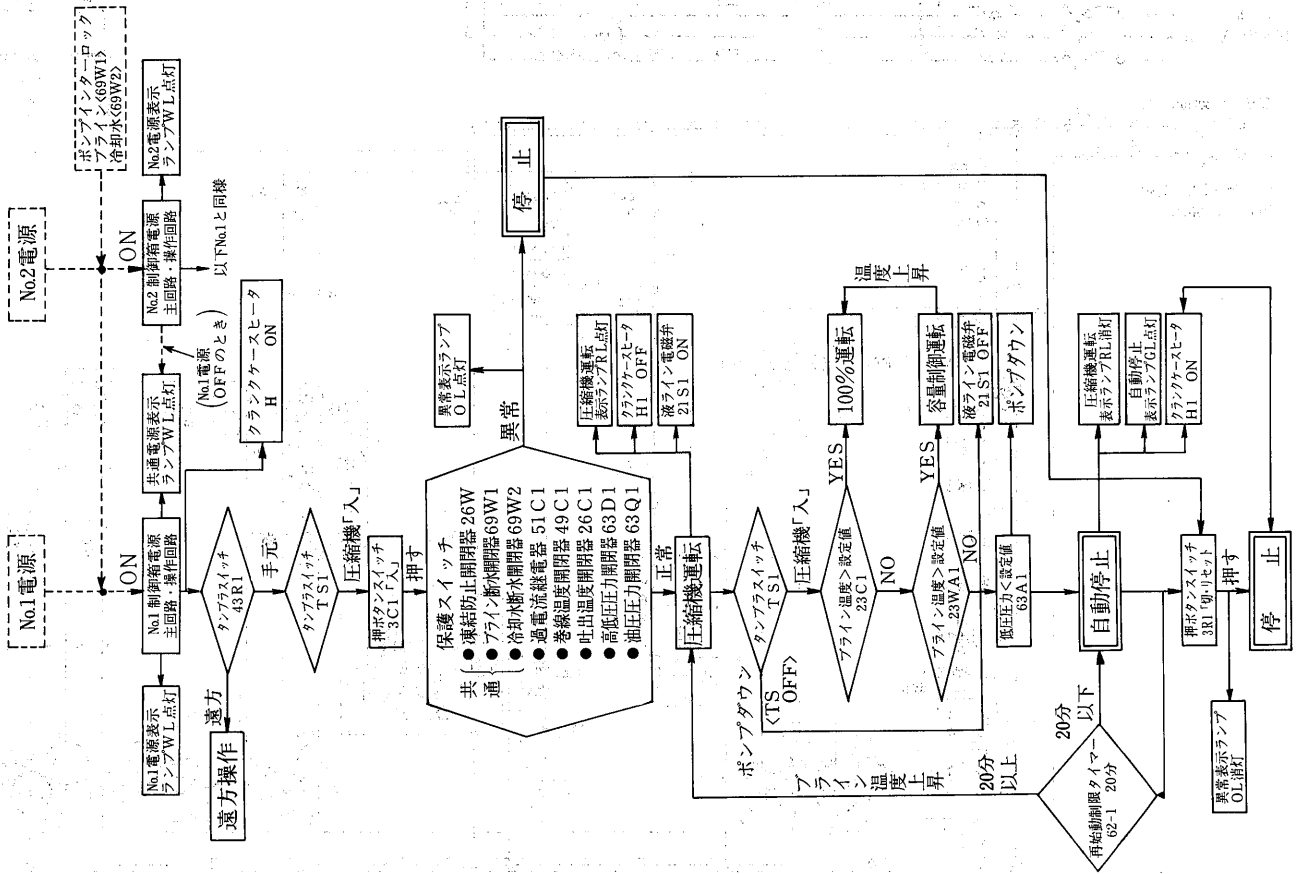 No.1電源
No.2電源
ポンプインターロック
ブライン<69W1>
冷却水<69W2>
ON
ON
No.1電源表示
ランプWL点灯
No.1制御箱電源
主回路・操作回路
共通電源表示
ランプWL点灯
(No.1電源
OFFのとき)
No.2制御箱電源
主回路・操作回路
No.2電源表示
ランプWL点灯
以下No.1と同様
クランクケースヒータ
H ON
タンブラスイッチ
43R1
遠方
遠方操作
手元
タンブラスイッチ
TS1
圧縮機「入」
押ボタンスイッチ
3C1「入」
押す
保護スイッチ
共通
●凍結防止開閉器 26W
●ブライン断水開閉器69W1
●冷却水断水開閉器69W2
●過電流継電器 51C1
●巻線温度開閉器 49C1
●吐出温度開閉器 26C1
●高低圧圧力開閉器 63D1
●油圧圧力開閉器 63Q1
異常
異常表示ランプ
OL点灯
停止
正常
圧縮機運転
圧縮機運転
表示ランプRL点灯
クランクケースヒータ
H1 OFF
液ライン電磁弁
21S1 ON
タンブラスイッチ
TS1
ポンプダウン
<TS
OFF>
圧縮機「入」
ブライン温度>設定値
23C1
YES
100%運転
NO
ブライン温度>設定値
23WA1
YES
容量制御運転
温度上昇
NO
液ライン電磁弁
21S1 OFF
ポンプダウン
低圧圧力<設定値
63A1
自動停止
圧縮機運転
表示ランプRL消灯
自動停止
表示ランプGL点灯
クランクケースヒータ
H1 ON
ブライン温度上昇
20分
以上
20分
以下
再始動制限タイマー
62-1 20分
押ボタンスイッチ
3R1「切・リセット」
押す
異常表示ランプ
OL消灯
停止